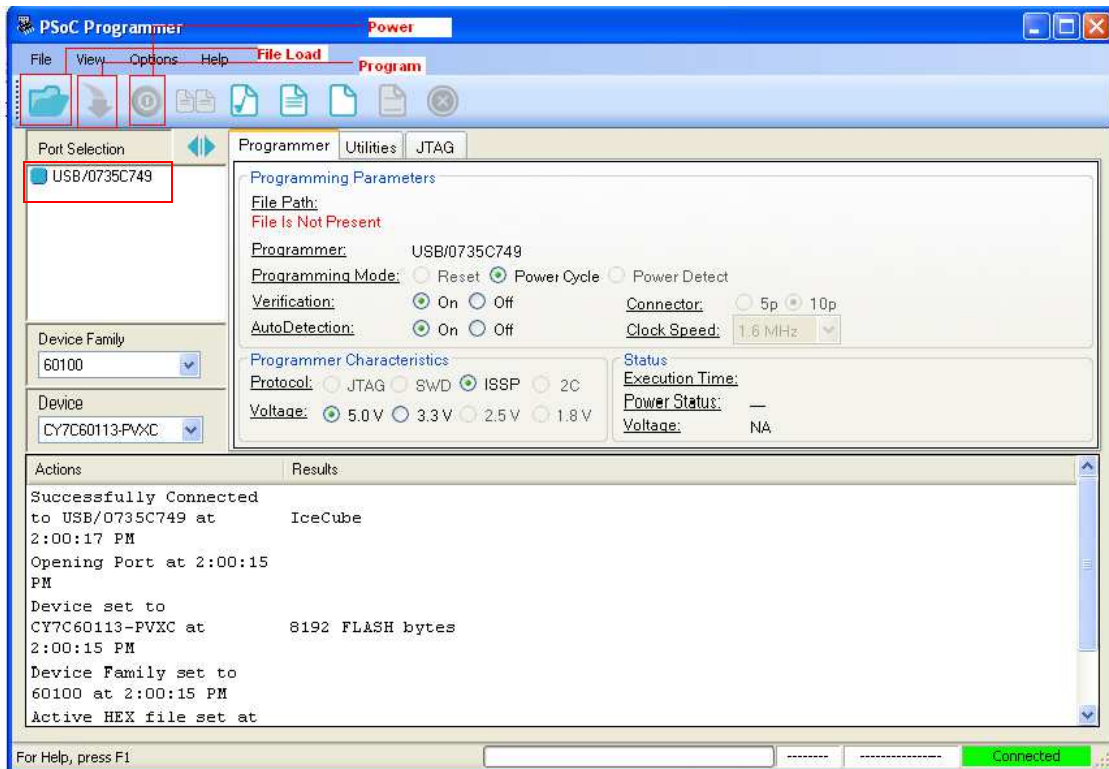 PSoC Programmer
Power
File View Options Help
File Load
Program
Port Selection
USB/0735C749
Programmer Utilities JTAG
Programming Parameters
File Path:
File Is Not Present
Programmer: USB/0735C749
Programming Mode: Reset Power Cycle Power Detect
Verification: On Off Connector: 5p 10p
AutoDetection: On Off Clock Speed: 1.6 MHz
Device Family
60100
Device
CY7C60113-PVXC
Programmer Characteristics
Protocol: JTAG SWD ISSP 2C
Voltage: 5.0 V 3.3 V 2.5 V 1.8 V
Status
Execution Time:
Power Status: —
Voltage: NA
Actions Results
Successfully Connected
to USB/0735C749 at IceCube
2:00:17 PM
Opening Port at 2:00:15
PM
Device set to
CY7C60113-PVXC at 8192 FLASH bytes
2:00:15 PM
Device Family set to
60100 at 2:00:15 PM
Active HEX file set at
For Help, press F1
Connected